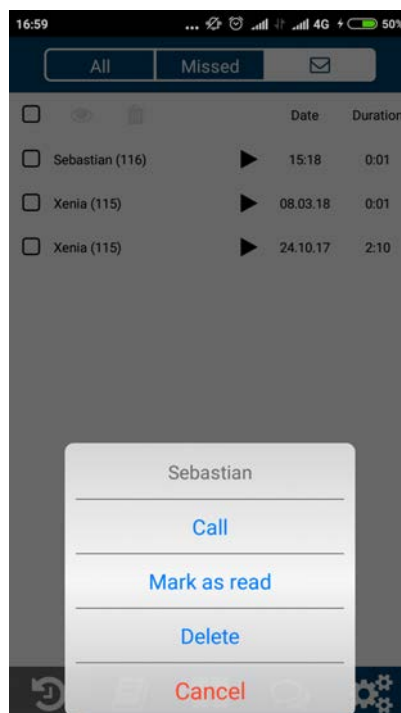 16:59 ... 4G 50%
All Missed
Date Duration
Sebastian (116) 15:18 0:01
Xenia (115) 08.03.18 0:01
Xenia (115) 24.10.17 2:10
Sebastian
Call
Mark as read
Delete
Cancel